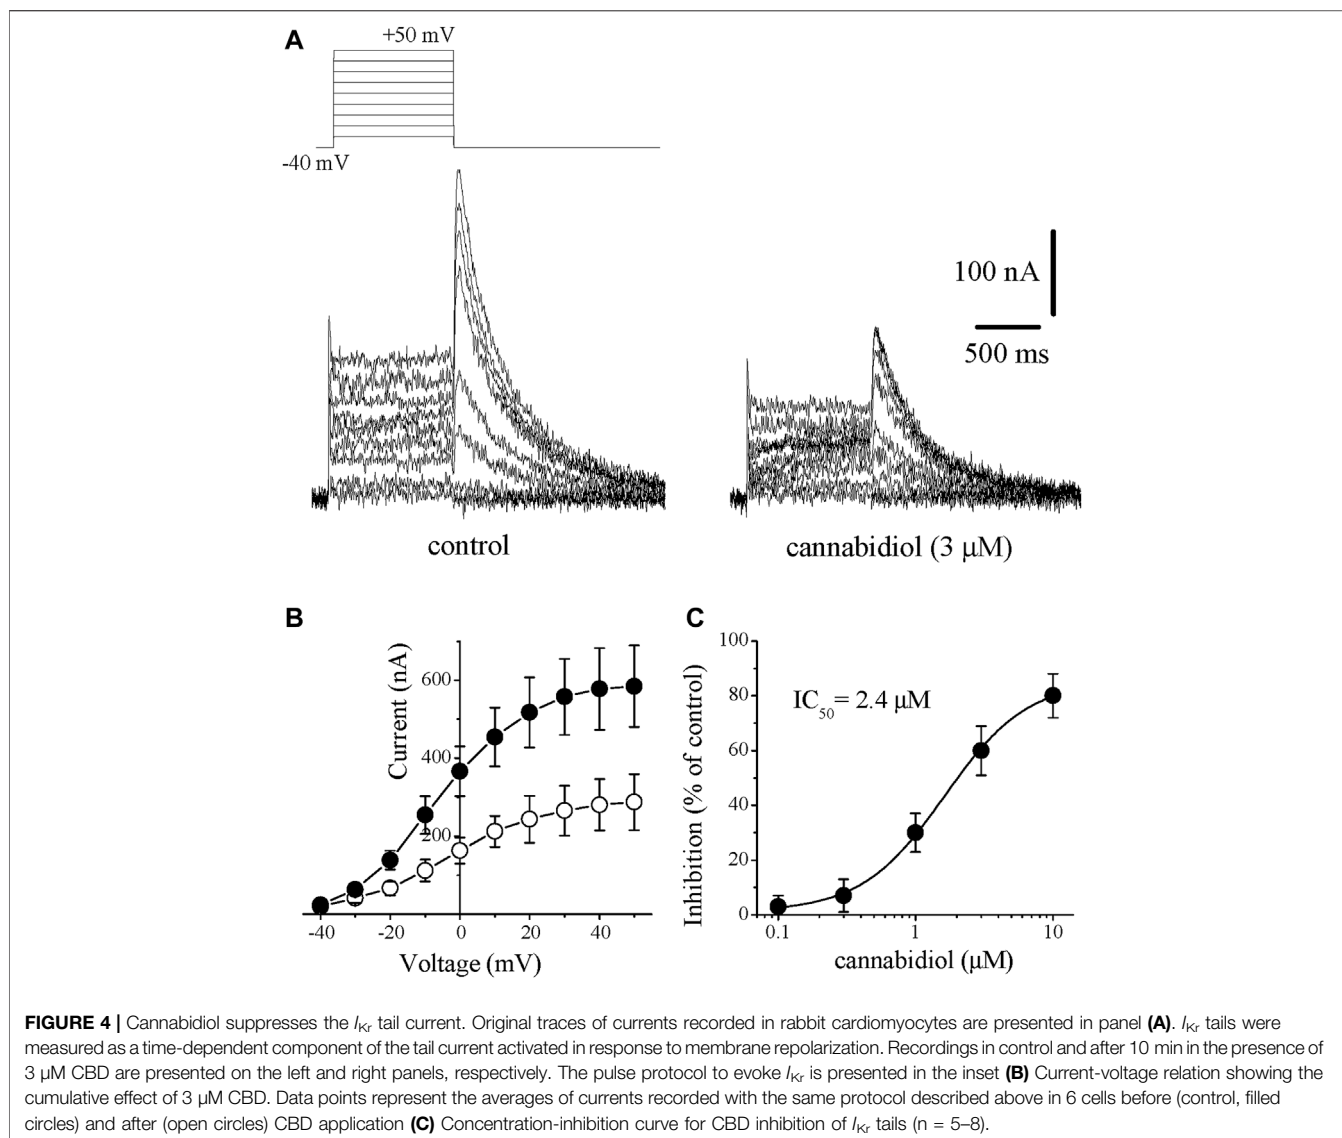 A
+50 mV
-40 mV
100 nA
500 ms
control
cannabidiol (3 μM)
B
Current (nA)
600
400
200
-40 -20 0 20 40
Voltage (mV)
C
Inhibition (% of control)
100
80
60
40
20
0
IC50= 2.4 μM
0.1 1 10
cannabidiol (μM)
FIGURE 4 | Cannabidiol suppresses the IKr tail current. Original traces of currents recorded in rabbit cardiomyocytes are presented in panel (A). IKr tails were
measured as a time-dependent component of the tail current activated in response to membrane repolarization. Recordings in control and after 10 min in the presence of
3 μM CBD are presented on the left and right panels, respectively. The pulse protocol to evoke IKr is presented in the inset (B) Current-voltage relation showing the
cumulative effect of 3 μM CBD. Data points represent the averages of currents recorded with the same protocol described above in 6 cells before (control, filled
circles) and after (open circles) CBD application (C) Concentration-inhibition curve for CBD inhibition of IKr tails (n = 5–8).